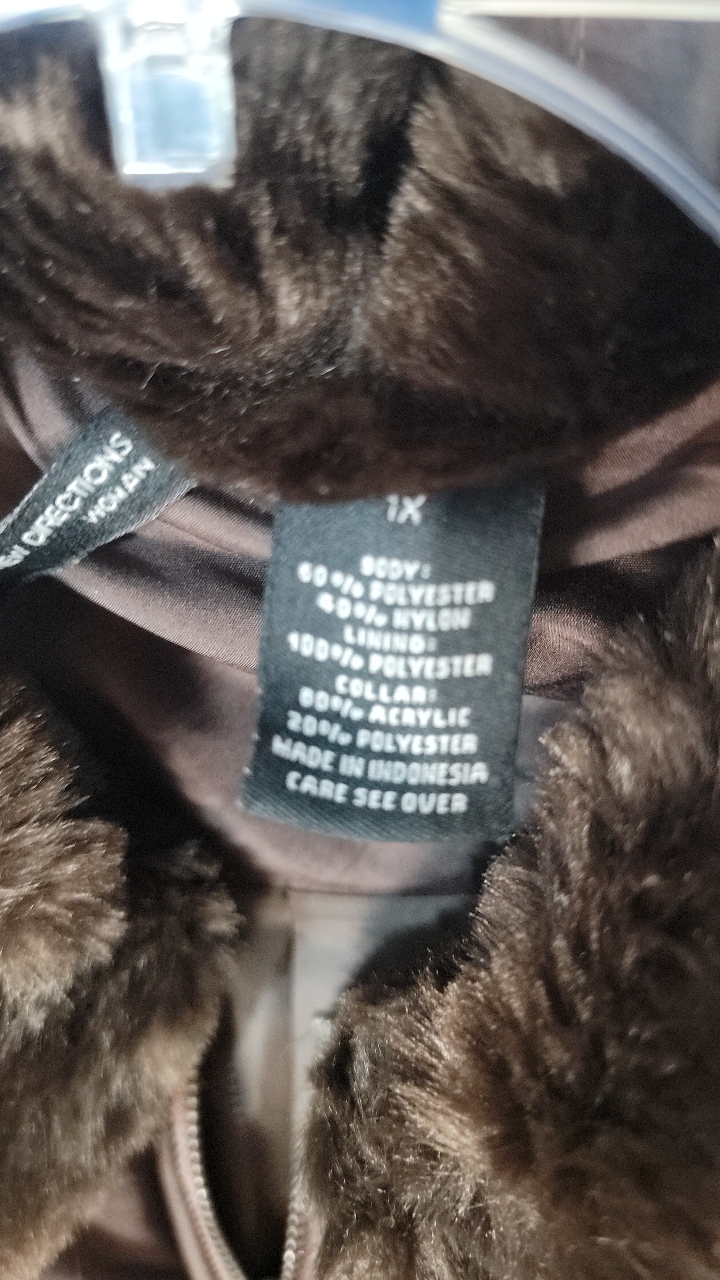 DIRECTIONS
WOMAN
1X
BODY:
60% POLYESTER
40% NYLON
LINING:
100% POLYESTER
COLLAR:
80% ACRYLIC
20% POLYESTER
MADE IN INDONESIA
CARE SEE OVER